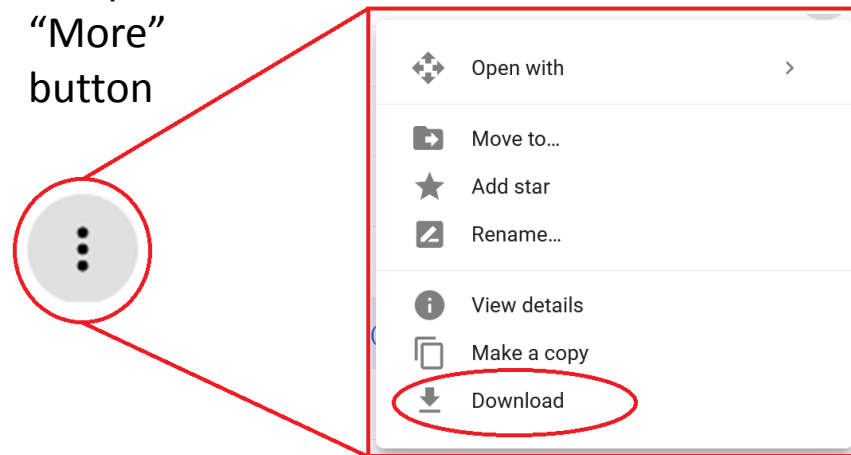 “More”
button
Open with
Move to…
Add star
Rename…
View details
Make a copy
Download